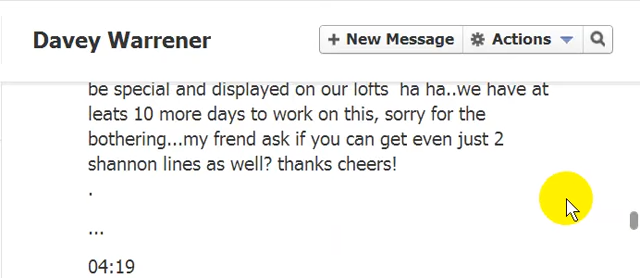 Davey Warrener
+ New Message
Actions
be special and displayed on our lofts ha ha..we have at
leats 10 more days to work on this, sorry for the
bothering...my frend ask if you can get even just 2
shannon lines as well? thanks cheers!
.
...
04:19